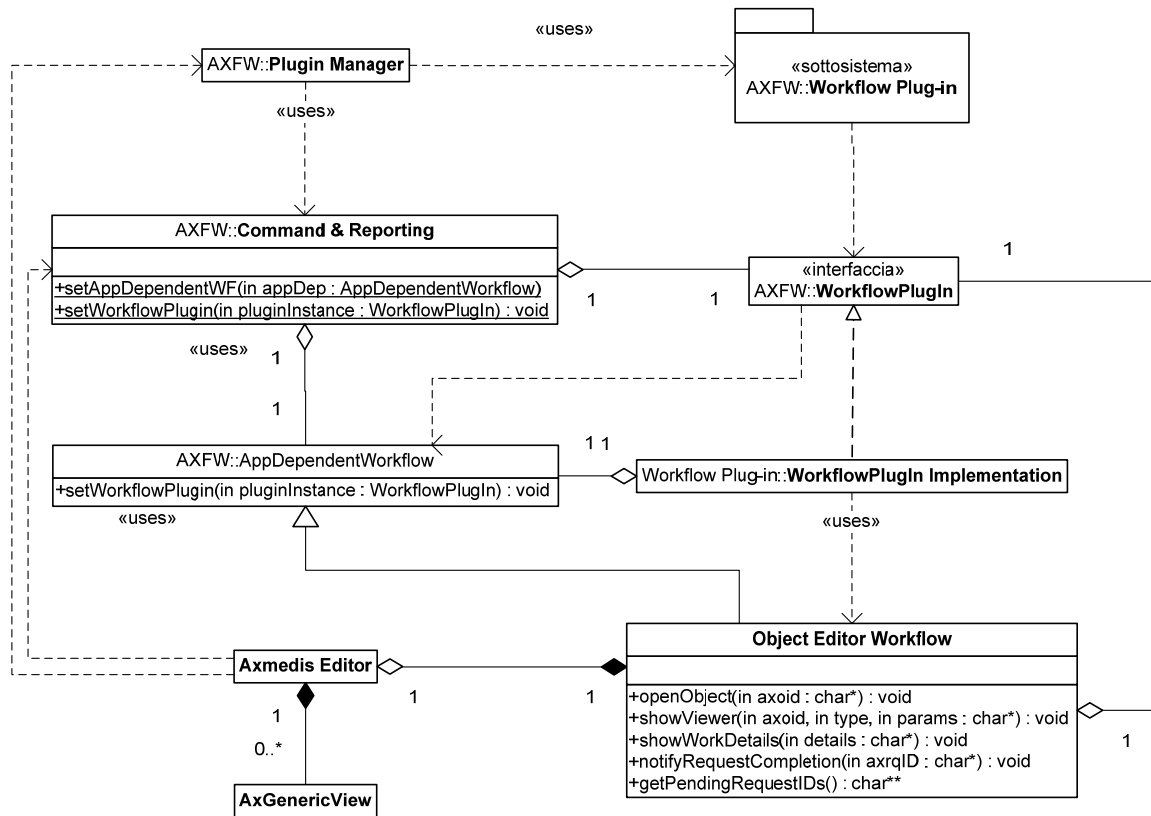 «uses»
AXFW::Plugin Manager
«sottosistema»
AXFW::Workflow Plug-in
«uses»
AXFW::Command & Reporting
+setAppDependentWF(in appDep : AppDependentWorkflow)
+setWorkflowPlugin(in pluginInstance : WorkflowPlugIn) : void
1
1
«interfaccia»
AXFW::WorkflowPlugIn
1
«uses»
1
1
AXFW::AppDependentWorkflow
+setWorkflowPlugin(in pluginInstance : WorkflowPlugIn) : void
1 1
Workflow Plug-in::WorkflowPlugIn Implementation
«uses»
«uses»
Object Editor Workflow
+openObject(in axoid : char*) : void
+showViewer(in axoid, in type, in params : char*) : void
+showWorkDetails(in details : char*) : void
+notifyRequestCompletion(in axrqID : char*) : void
+getPendingRequestIDs() : char**
Axmedis Editor
1
1
1
1
0..*
AxGenericView